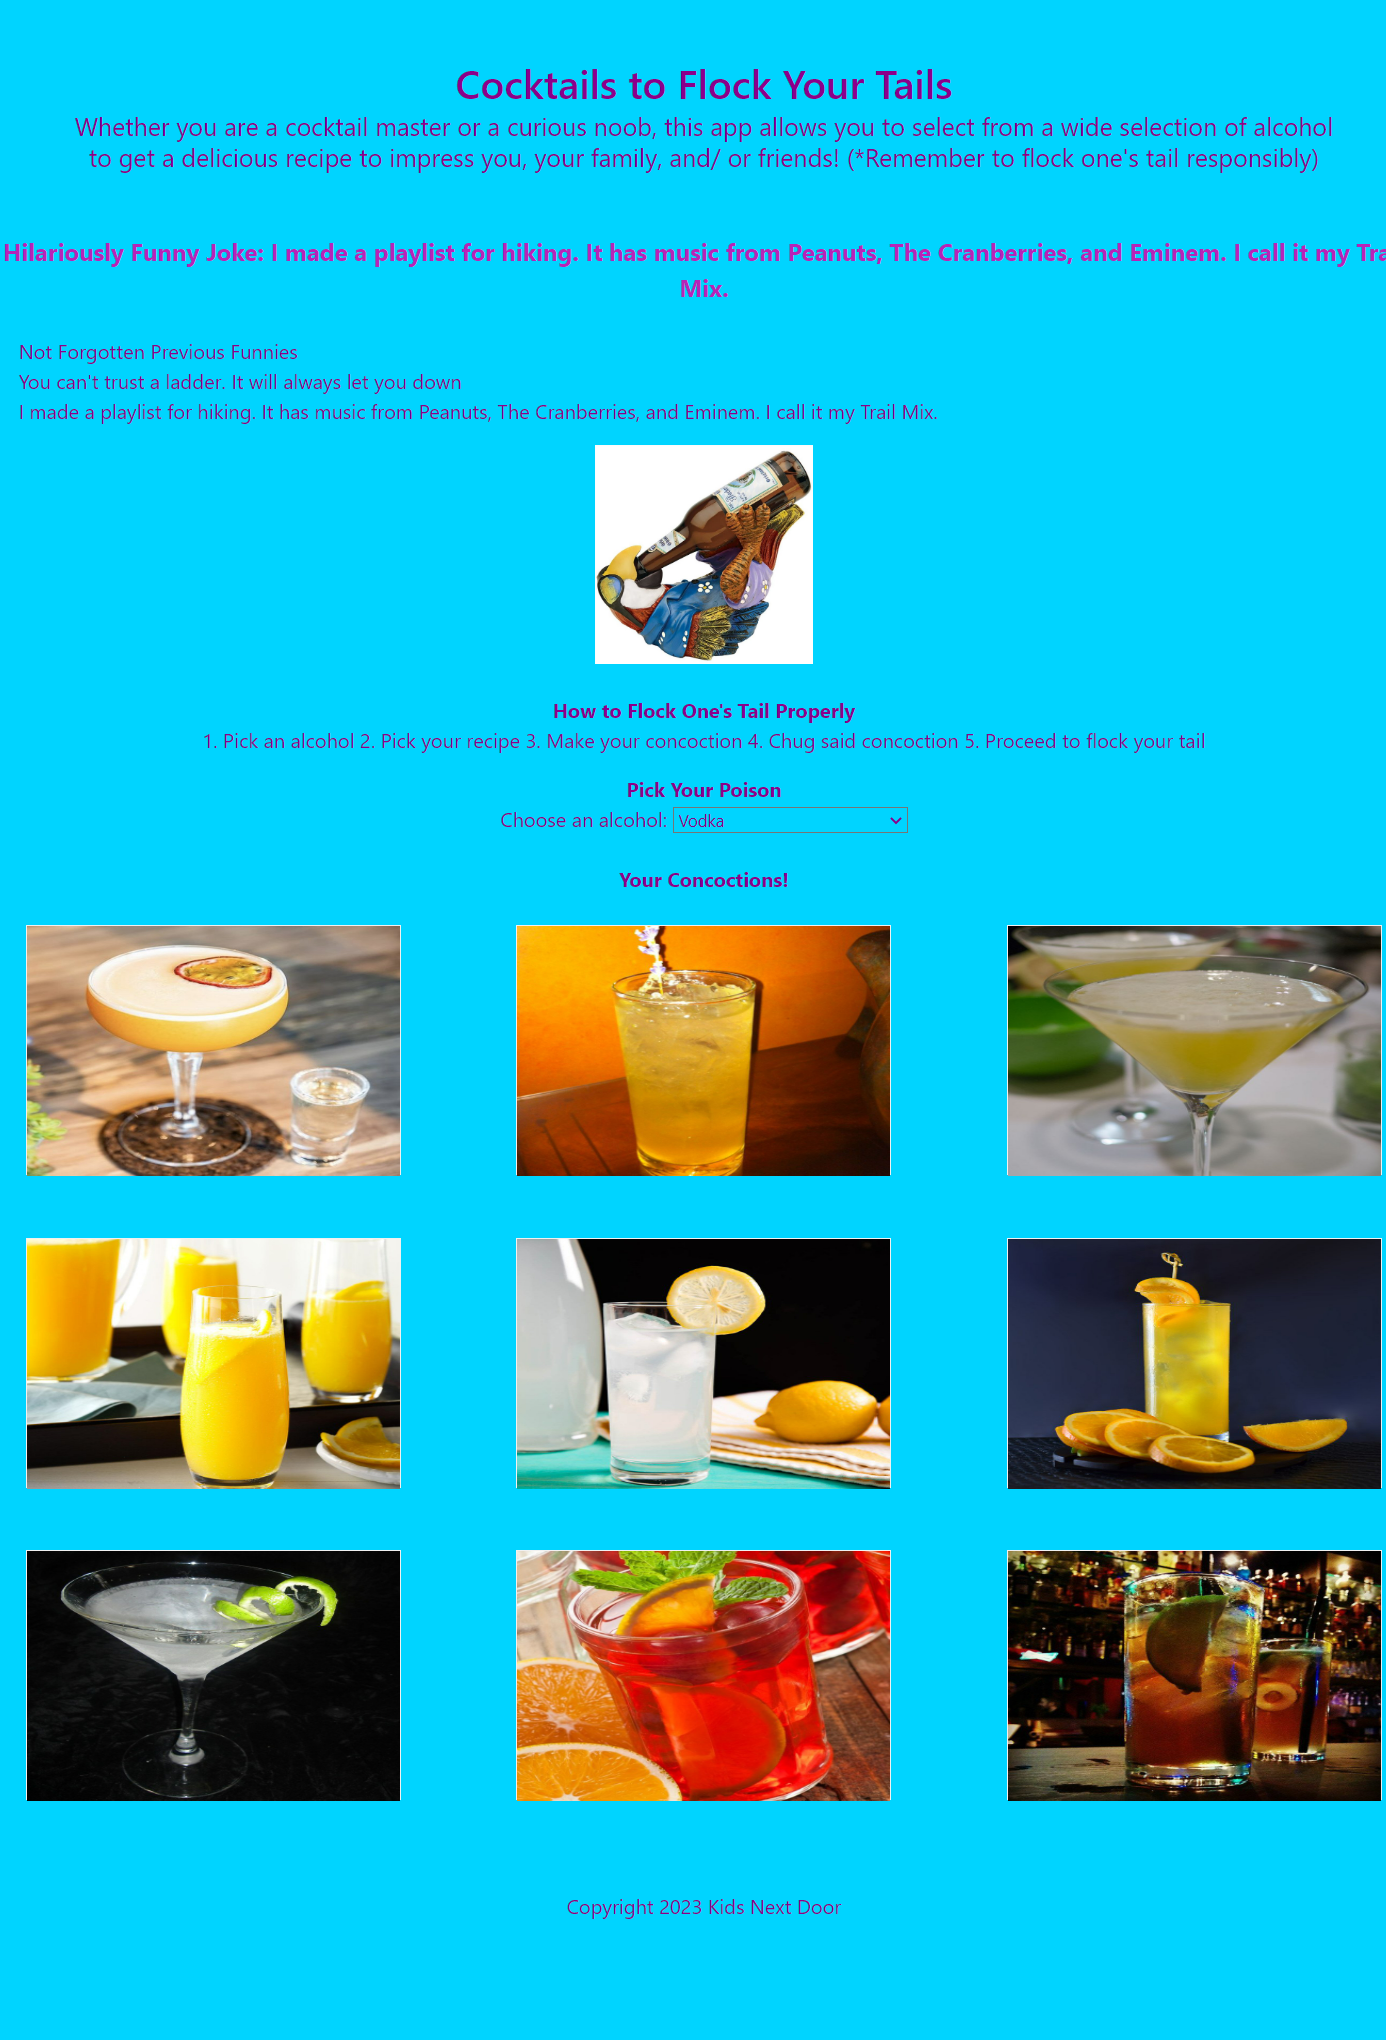 Cocktails to Flock Your Tails
Whether you are a cocktail master or a curious noob, this app allows you to select from a wide selection of alcohol
to get a delicious recipe to impress you, your family, and/ or friends! (*Remember to flock one's tail responsibly)
Hilariously Funny Joke: I made a playlist for hiking. It has music from Peanuts, The Cranberries, and Eminem. I call it my Tra
Mix.
Not Forgotten Previous Funnies
You can't trust a ladder. It will always let you down
I made a playlist for hiking. It has music from Peanuts, The Cranberries, and Eminem. I call it my Trail Mix.
How to Flock One's Tail Properly
1. Pick an alcohol 2. Pick your recipe 3. Make your concoction 4. Chug said concoction 5. Proceed to flock your tail
Pick Your Poison
Choose an alcohol: Vodka
Your Concoctions!
Copyright 2023 Kids Next Door